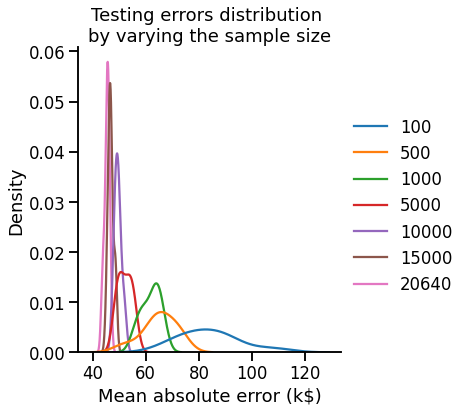 Testing errors distribution
by varying the sample size
0.06
0.05
0.04
0.03
0.02
0.01
0.00
Density
40 60 80 100 120
Mean absolute error (k$)
100
500
1000
5000
10000
15000
20640